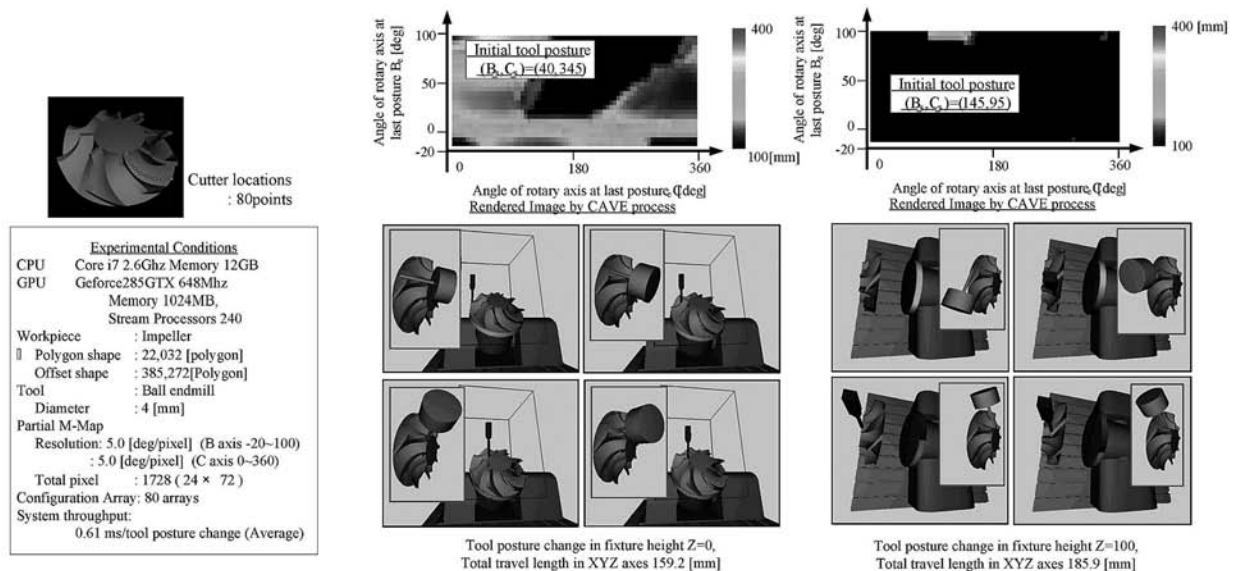 Cutter locations
: 80points
Experimental Conditions
CPU Core i7 2.6Ghz Memory 12GB
GPU Geforce285GTX 648Mhz
Memory 1024MB,
Stream Processors 240
Workpiece : Impeller
Polygon shape : 22,032 [polygon]
Offset shape : 385,272[Polygon]
Tool : Ball endmill
Diameter : 4 [mm]
Partial M-Map
Resolution: 5.0 [deg/pixel] (B axis -20~100)
: 5.0 [deg/pixel] (C axis 0~360)
Total pixel : 1728 ( 24 × 72 )
Configuration Array: 80 arrays
System throughput:
0.61 ms/tool posture change (Average)
Angle of rotary axis at
last posture Be [deg]
100
50
0
-20
Initial tool posture
(Bs,Cs)=(40,345)
400
100[mm]
0 180 360
Angle of rotary axis at last posture [deg]
Rendered Image by CAVE process
Tool posture change in fixture height Z=0,
Total travel length in XYZ axes 159.2 [mm]
Angle of rotary axis at
last posture Be [deg]
100
50
0
-20
Initial tool posture
(Bs,Cs)=(145,95)
400 [mm]
100
0 180 360
Angle of rotary axis at last posture [deg]
Rendered Image by CAVE process
Tool posture change in fixture height Z=100,
Total travel length in XYZ axes 185.9 [mm]